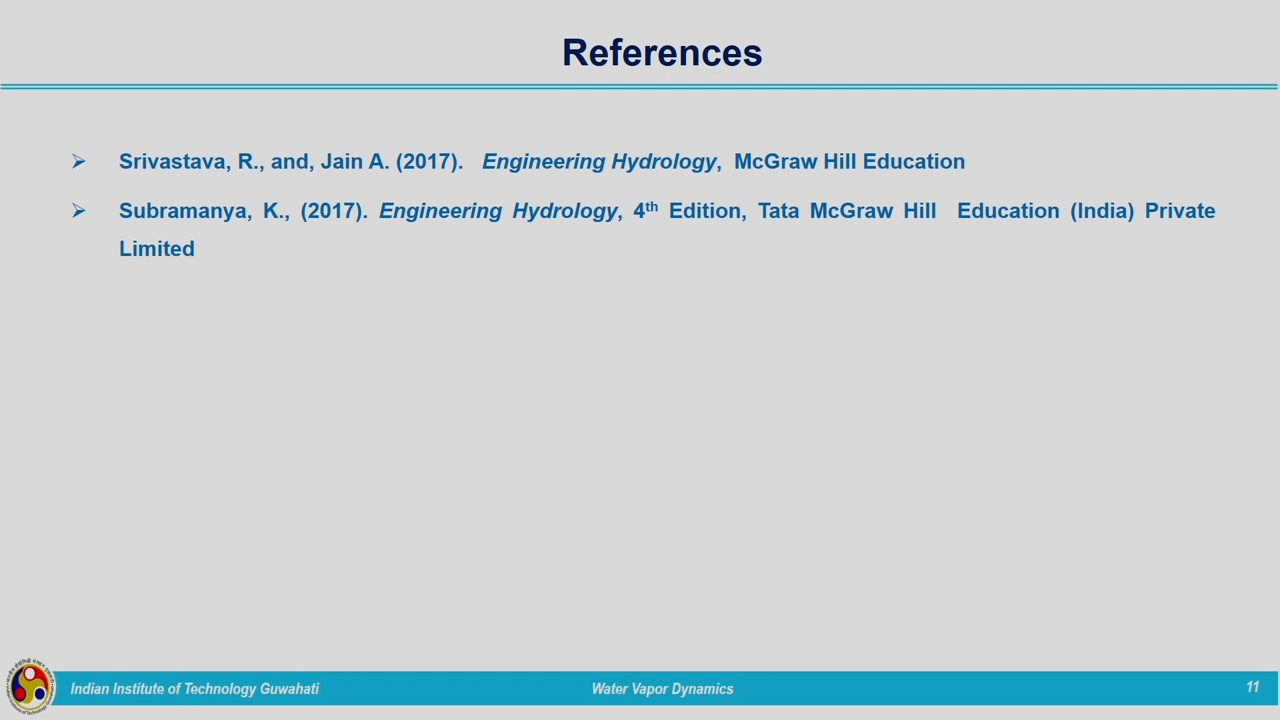 References
➢ Srivastava, R., and, Jain A. (2017). Engineering Hydrology, McGraw Hill Education
➢ Subramanya, K., (2017). Engineering Hydrology, 4th Edition, Tata McGraw Hill Education (India) Private
Limited
Indian Institute of Technology Guwahati
Water Vapor Dynamics
11